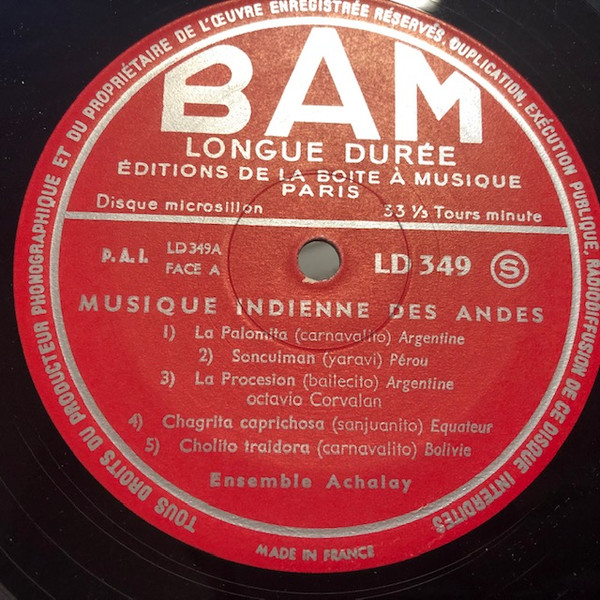 TOUS DROITS DU PRODUCTEUR PHONOGRAPHIQUE ET DU PROPRIÉTAIRE DE L'ŒUVRE ENREGISTRÉE RÉSERVÉS, DUPLICATION, EXÉCUTION PUBLIQUE, RADIODIFFUSION DE CE DISQUE INTERDITES
BAM
LONGUE DURÉE
ÉDITIONS DE LA BOITE À MUSIQUE
PARIS
Disque microsillon 33 ⅓ Tours minute
P.A.I. LD 349 A
FACE A
LD 349 S
MUSIQUE INDIENNE DES ANDES
1) La Palomita (carnavalito) Argentine
2) Soncuiman (yaravi) Pérou
3) La Procesion (bailecito) Argentine
octavio Corvalan
4) Chagrita caprichosa (sanjuanito) Equateur
5) Cholito traidora (carnavalito) Bolivie
Ensemble Achalay
MADE IN FRANCE